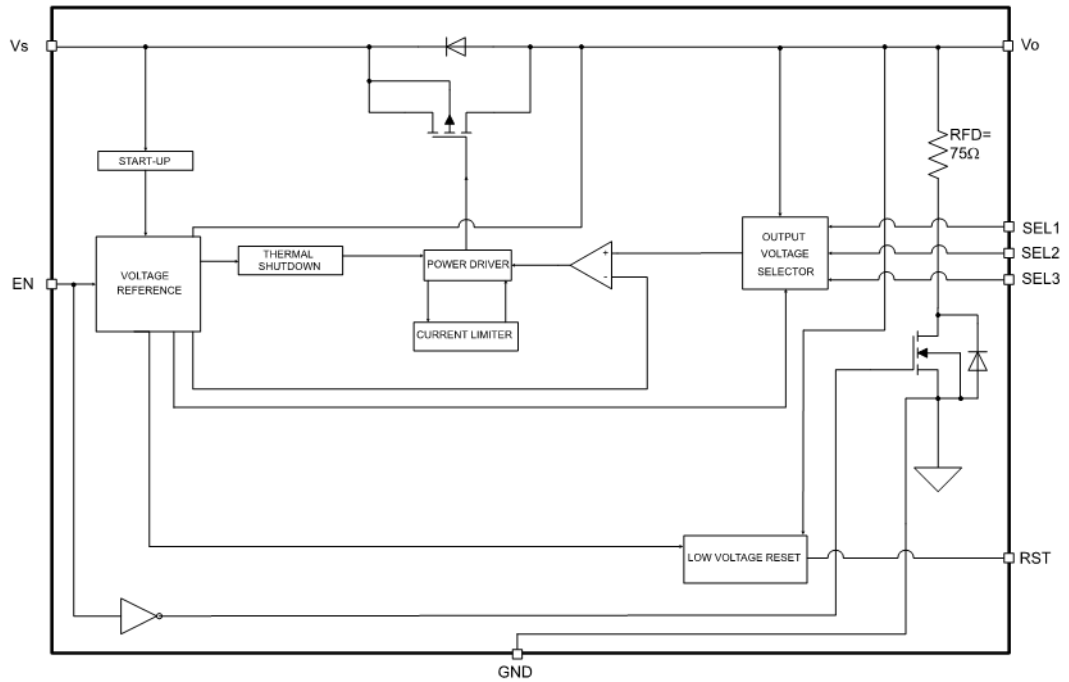 Vs
Vo
RFD=
75Ω
START-UP
SEL1
OUTPUT
VOLTAGE
SELECTOR
THERMAL
SHUTDOWN
+
SEL2
POWER DRIVER
VOLTAGE
REFERENCE
-
SEL3
EN
CURRENT LIMITER
LOW VOLTAGE RESET
RST
GND